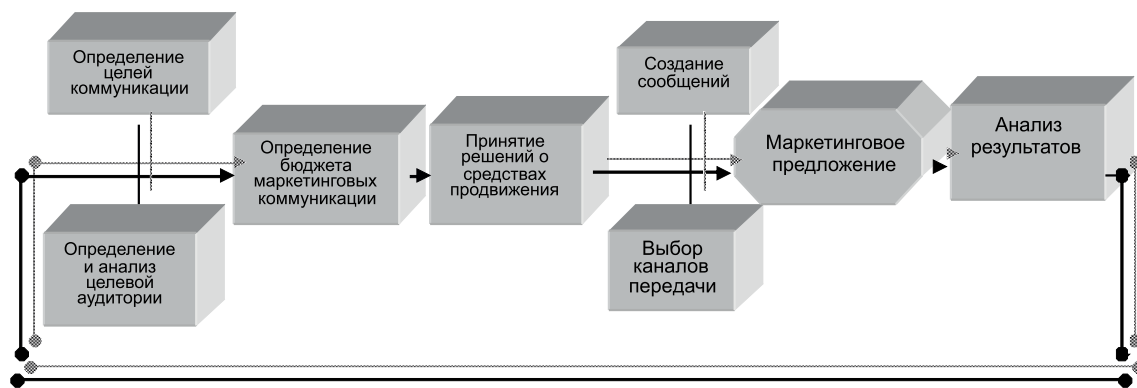 Определение
целей
коммуникации
Определение
и анализ
целевой
аудитории
Определение
бюджета
маркетинговых
коммуникации
Принятие
решений о
средствах
продвижения
Создание
сообщений
Выбор
каналов
передачи
Маркетинговое
предложение
Анализ
результатов